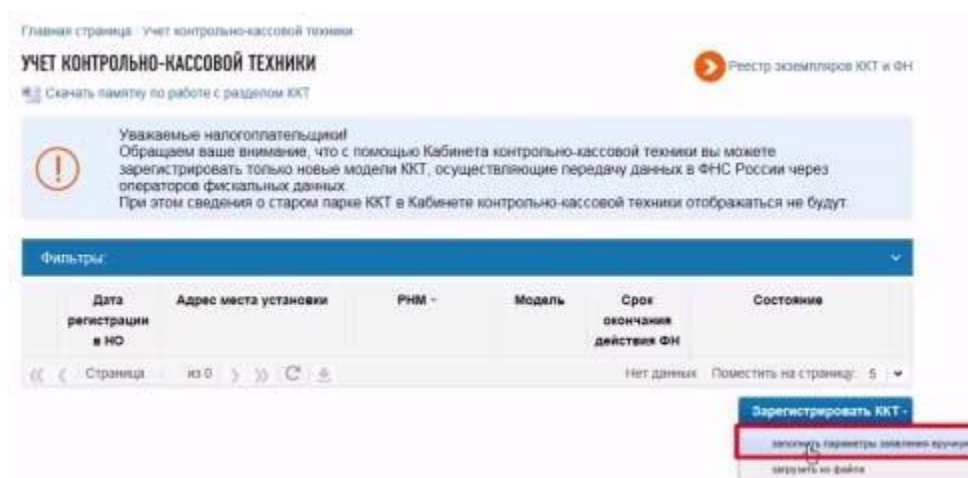 Главная страница Учет контрольно-кассовой техники
УЧЕТ КОНТРОЛЬНО-КАССОВОЙ ТЕХНИКИ
Реестр экземпляров ККТ и ФН
Скачать памятку по работе с разделом ККТ
Уважаемые налогоплательщики!
Обращаем ваше внимание, что с помощью Кабинета контрольно-кассовой техники вы можете
зарегистрировать только новые модели ККТ, осуществляющие передачу данных в ФНС России через
операторов фискальных данных.
При этом сведения о старом парке ККТ в Кабинете контрольно-кассовой техники отображаться не будут.
Фильтры:
Дата регистрации в НО
Адрес места установки
РНМ
Модель
Срок окончания действия ФН
Состояние
Страница из 0
Нет данных Поместить на страницу: 5
Зарегистрировать ККТ
заполнить параметры заявления вручную
загрузить из файла